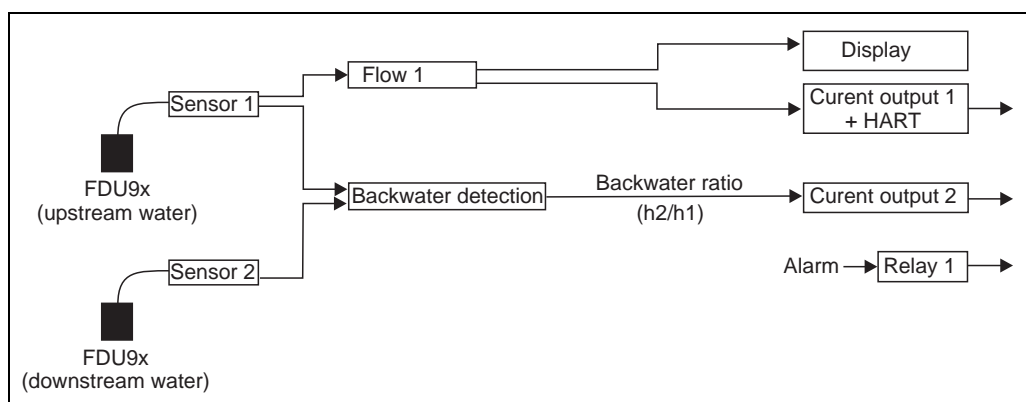 Display
Flow 1
Sensor 1
Curent output 1
+ HART
FDU9x
(upstream water)
Backwater detection
Backwater ratio
(h2/h1)
Curent output 2
Sensor 2
Alarm
Relay 1
FDU9x
(downstream water)